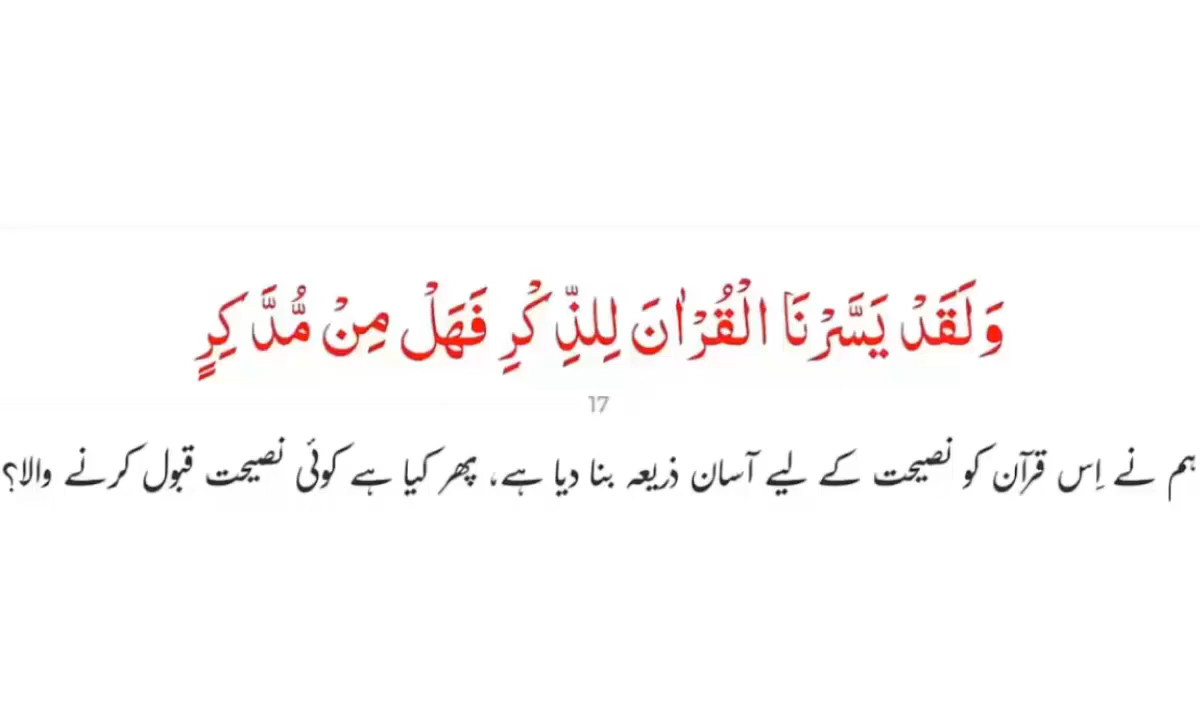 وَلَقَدْ يَسَّرْنَا الْقُرْاٰنَ لِلذِّكْرِ فَهَلْ مِنْ مُّدَّكِرٍ
17
ہم نے اِس قرآن کو نصیحت کے لیے آسان ذریعہ بنا دیا ہے، پھر کیا ہے کوئی نصیحت قبول کرنے والا؟